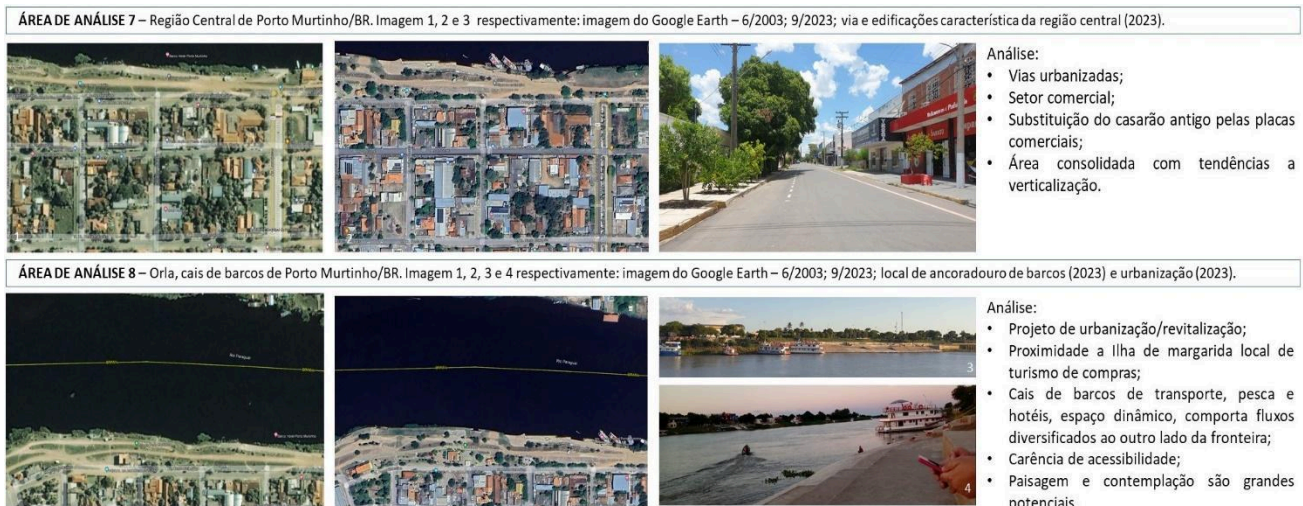 ÁREA DE ANÁLISE 7 – Região Central de Porto Murtinho/BR. Imagem 1, 2 e 3 respectivamente: imagem do Google Earth – 6/2003; 9/2023; via e edificações característica da região central (2023).
Análise:
• Vias urbanizadas;
• Setor comercial;
• Substituição do casarão antigo pelas placas
comerciais;
• Área consolidada com tendências a
verticalização.
ÁREA DE ANÁLISE 8 – Orla, cais de barcos de Porto Murtinho/BR. Imagem 1, 2, 3 e 4 respectivamente: imagem do Google Earth – 6/2003; 9/2023; local de ancoradouro de barcos (2023) e urbanização (2023).
Rio Paraguai
Rio Paraguai
3
4
Análise:
• Projeto de urbanização/revitalização;
• Proximidade a Ilha de margarida local de
turismo de compras;
• Cais de barcos de transporte, pesca e
hotéis, espaço dinâmico, comporta fluxos
diversificados ao outro lado da fronteira;
• Carência de acessibilidade;
• Paisagem e contemplação são grandes
potenciais